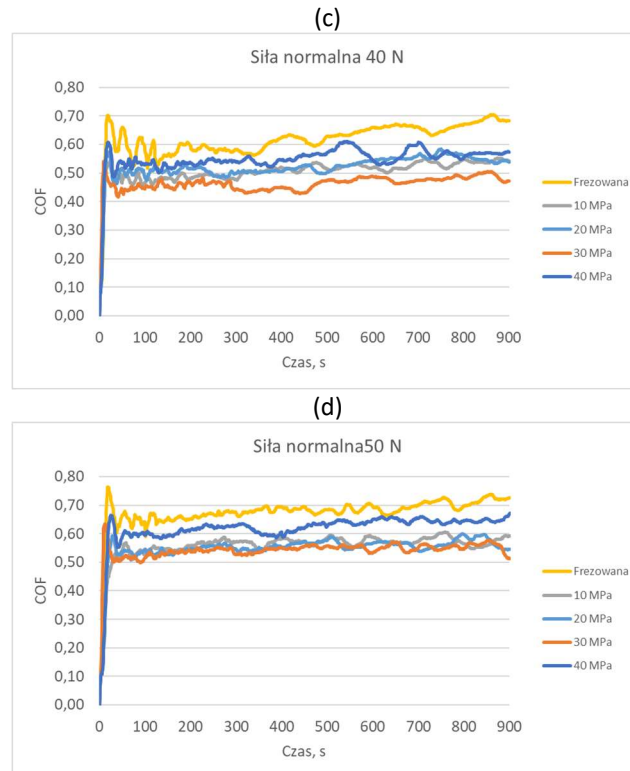 (c)
Siła normalna 40 N
0,80
0,70
0,60
0,50
0,40
0,30
0,20
0,10
0,00
COF
0 100 200 300 400 500 600 700 800 900
Czas, s
Frezowana
10 MPa
20 MPa
30 MPa
40 MPa
(d)
Siła normalna50 N
0,80
0,70
0,60
0,50
0,40
0,30
0,20
0,10
0,00
COF
0 100 200 300 400 500 600 700 800 900
Czas, s
Frezowana
10 MPa
20 MPa
30 MPa
40 MPa